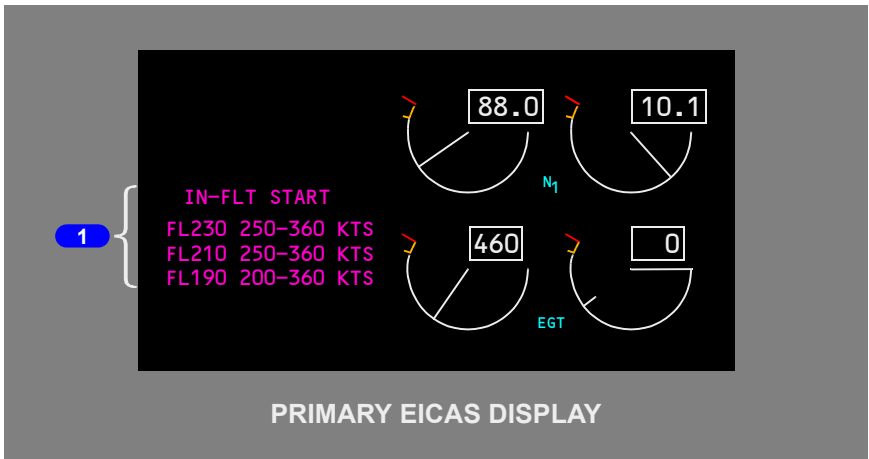 88.0 10.1
N1
IN-FLT START
1
FL230 250-360 KTS
FL210 250-360 KTS
FL190 200-360 KTS
460 0
EGT
PRIMARY EICAS DISPLAY